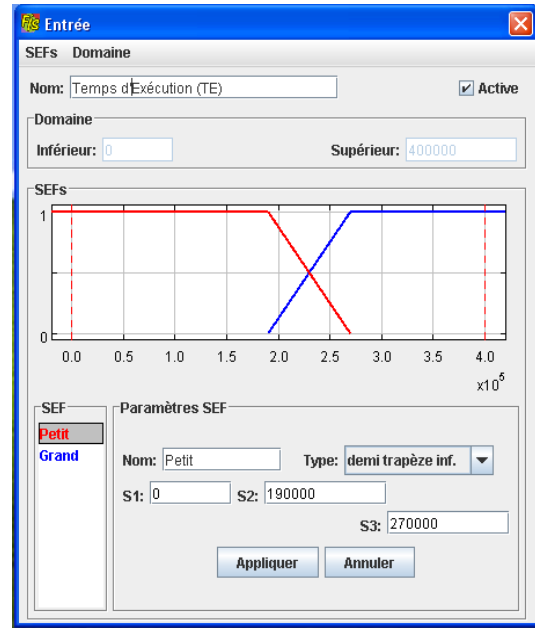 Entrée
SEFs Domaine
Nom: Temps d'Exécution (TE) Active
Domaine
Inférieur: 0 Supérieur: 400000
SEFs
1
0
0.0 0.5 1.0 1.5 2.0 2.5 3.0 3.5 4.0
x10^5
SEF Paramètres SEF
Petit
Grand Nom: Petit Type: demi trapèze inf.
S1: 0 S2: 190000
S3: 270000
Appliquer Annuler